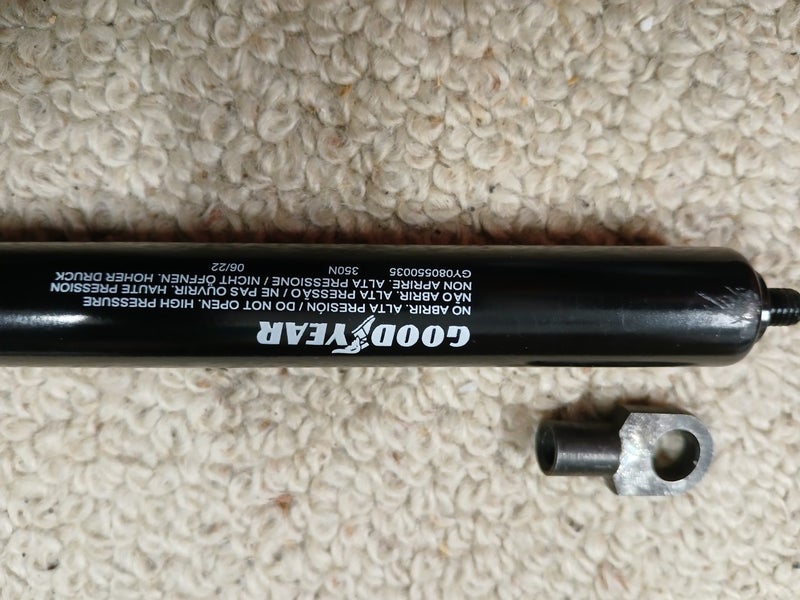 GOODYEAR
NO ABRIR. ALTA PRESIÓN / DO NOT OPEN. HIGH PRESSURE
NÃO ABRIR. ALTA PRESSÃO / NE PAS OUVRIR. HAUTE PRESSION
NON APRIRE. ALTA PRESSIONE / NICHT ÖFFNEN. HOHER DRUCK
GY080550035 350N 06/22